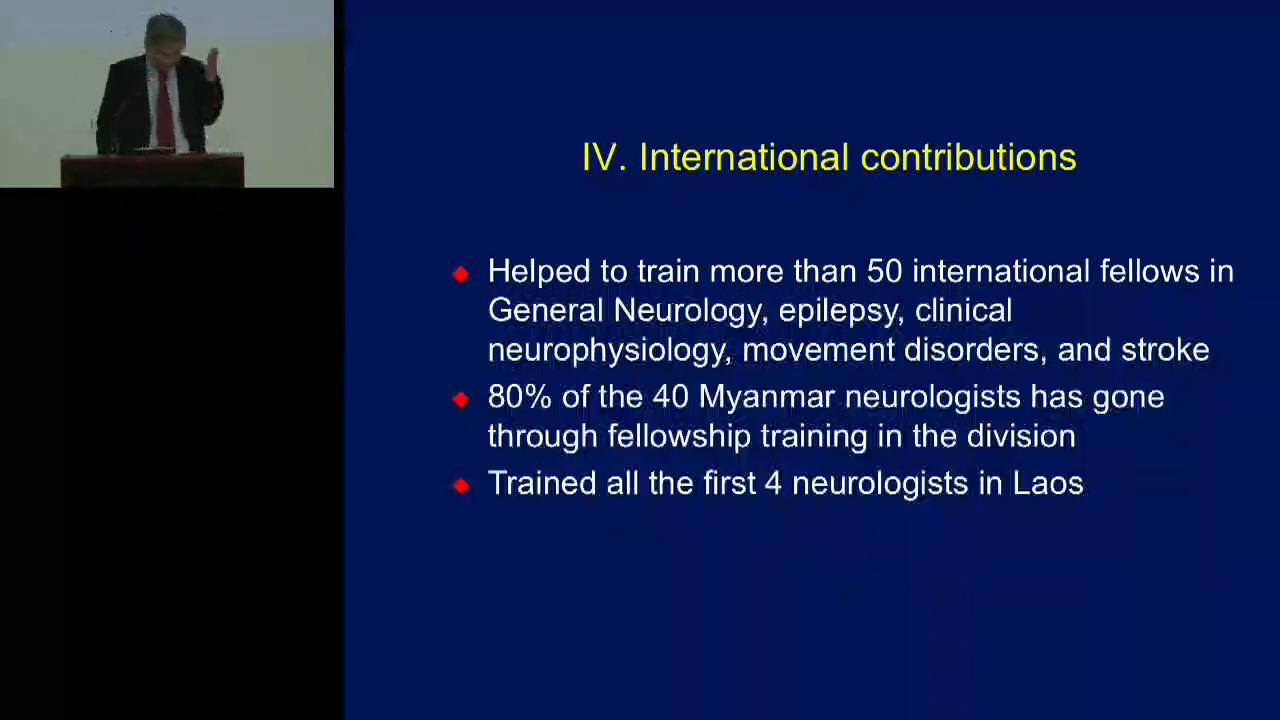 IV. International contributions
Helped to train more than 50 international fellows in
General Neurology, epilepsy, clinical
neurophysiology, movement disorders, and stroke
80% of the 40 Myanmar neurologists has gone
through fellowship training in the division
Trained all the first 4 neurologists in Laos